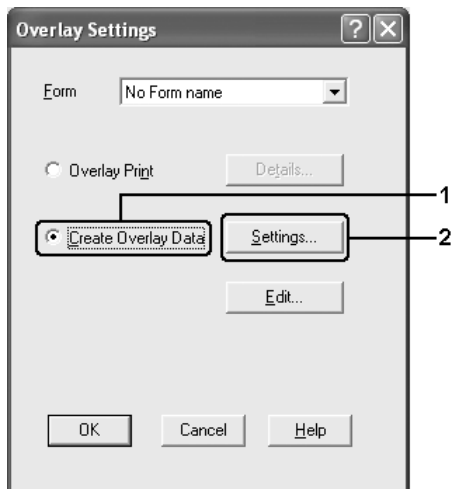 Overlay Settings
Form No Form name
Overlay Print Details...
1
Create Overlay Data Settings... 2
Edit...
OK Cancel Help